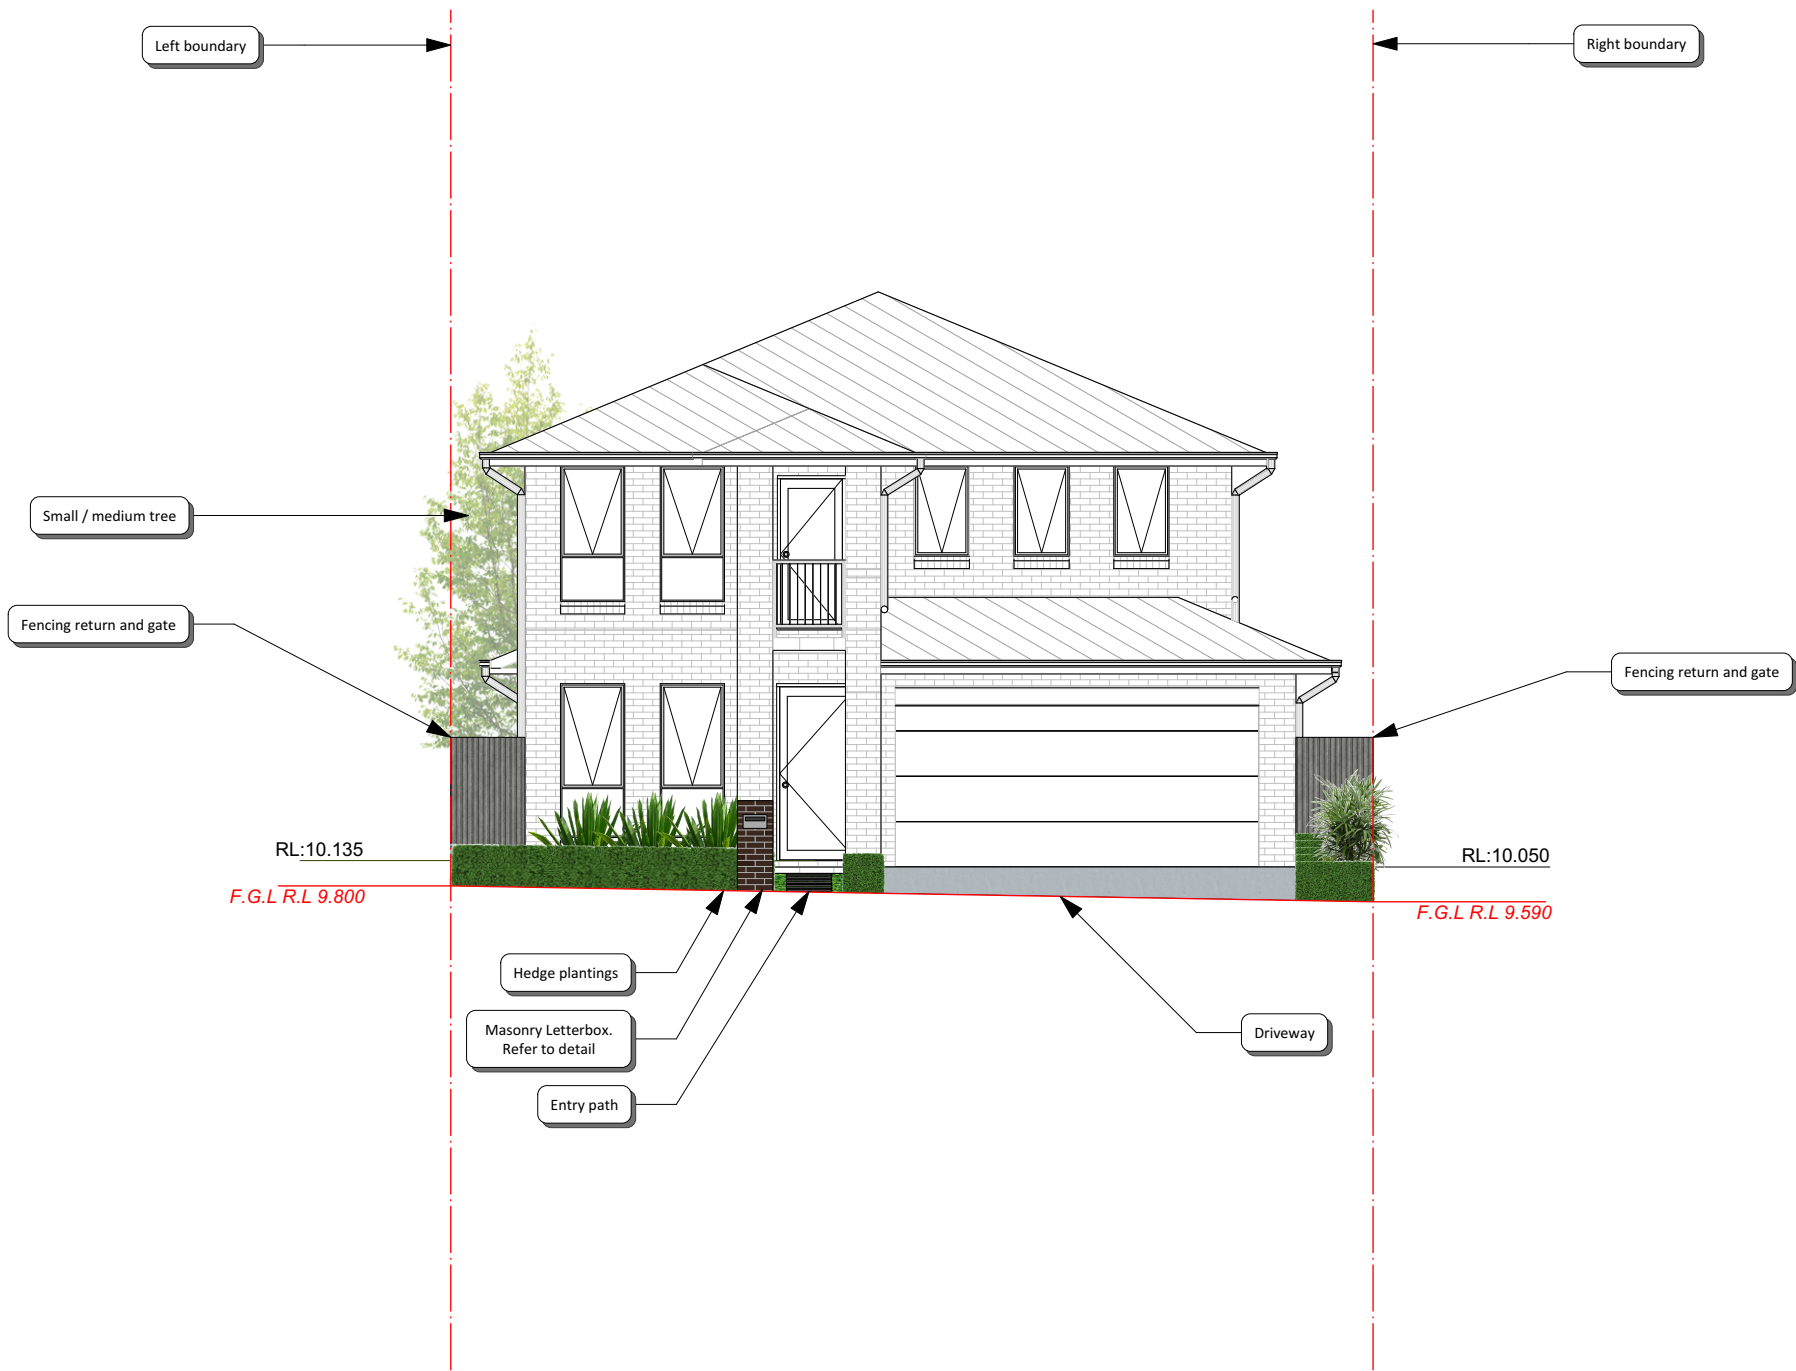 Left boundary
Right boundary
Small / medium tree
Fencing return and gate
Fencing return and gate
RL:10.135
RL:10.050
F.G.L R.L 9.800
F.G.L R.L 9.590
Hedge plantings
Masonry Letterbox.
Refer to detail
Driveway
Entry path